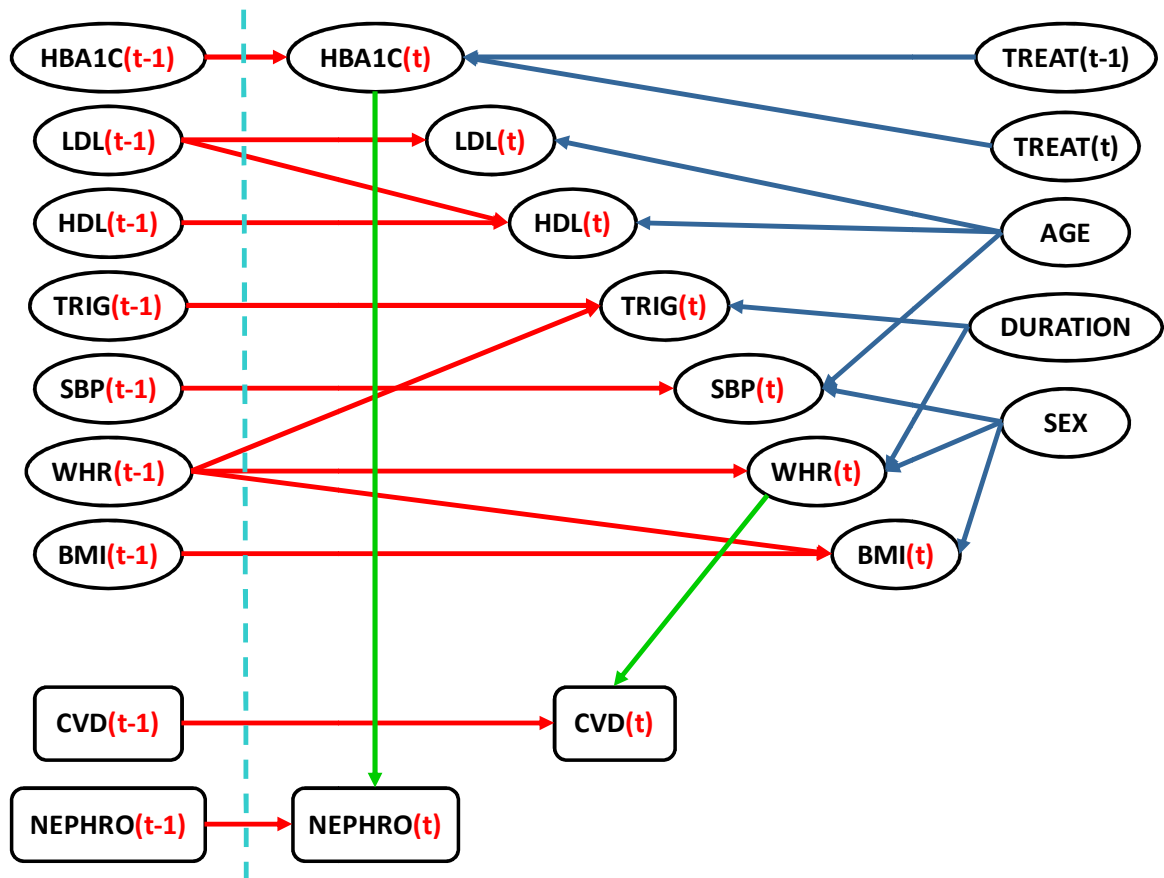 HBA1C(t-1)
HBA1C(t)
TREAT(t-1)
LDL(t-1)
LDL(t)
TREAT(t)
HDL(t-1)
HDL(t)
AGE
TRIG(t-1)
TRIG(t)
DURATION
SBP(t-1)
SBP(t)
SEX
WHR(t-1)
WHR(t)
BMI(t-1)
BMI(t)
CVD(t-1)
CVD(t)
NEPHRO(t-1)
NEPHRO(t)